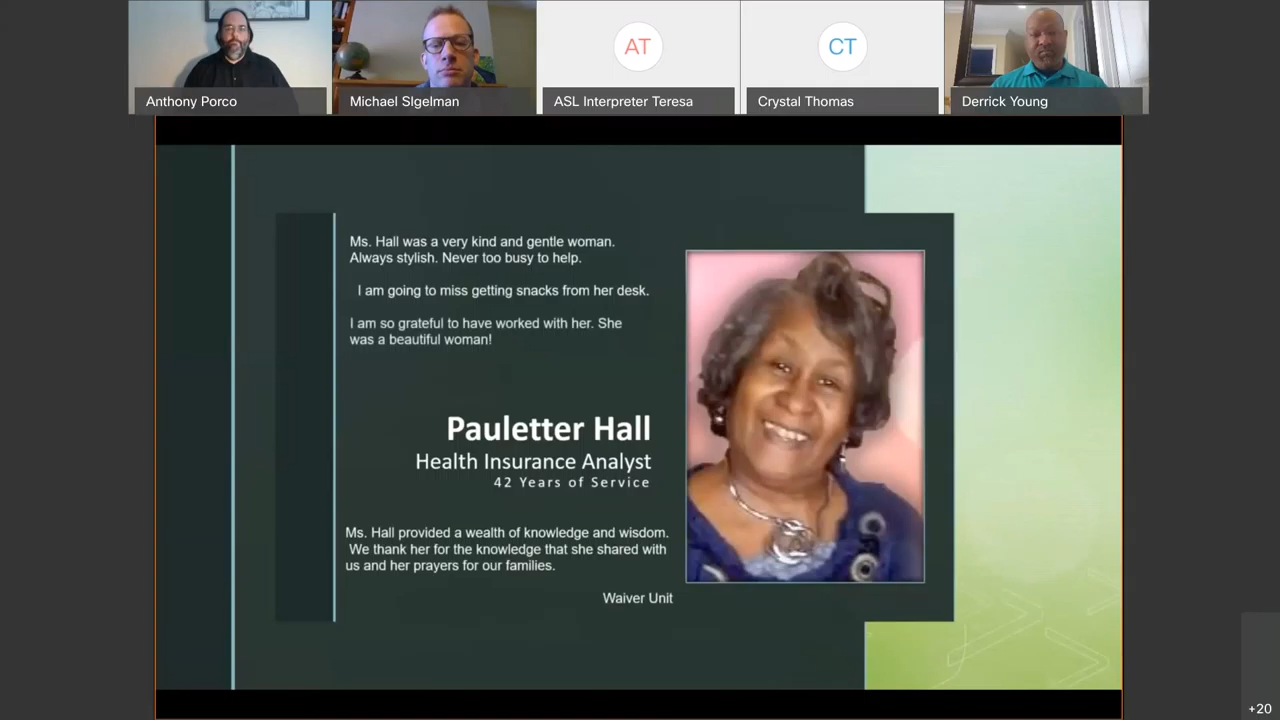 AT
CT
Anthony Porco
Michael SIgelman
ASL Interpreter Teresa
Crystal Thomas
Derrick Young
Ms. Hall was a very kind and gentle woman.
Always stylish. Never too busy to help.
I am going to miss getting snacks from her desk.
I am so grateful to have worked with her. She
was a beautiful woman!
Pauletter Hall
Health Insurance Analyst
42 Years of Service
Ms. Hall provided a wealth of knowledge and wisdom.
We thank her for the knowledge that she shared with
us and her prayers for our families.
Waiver Unit
+20